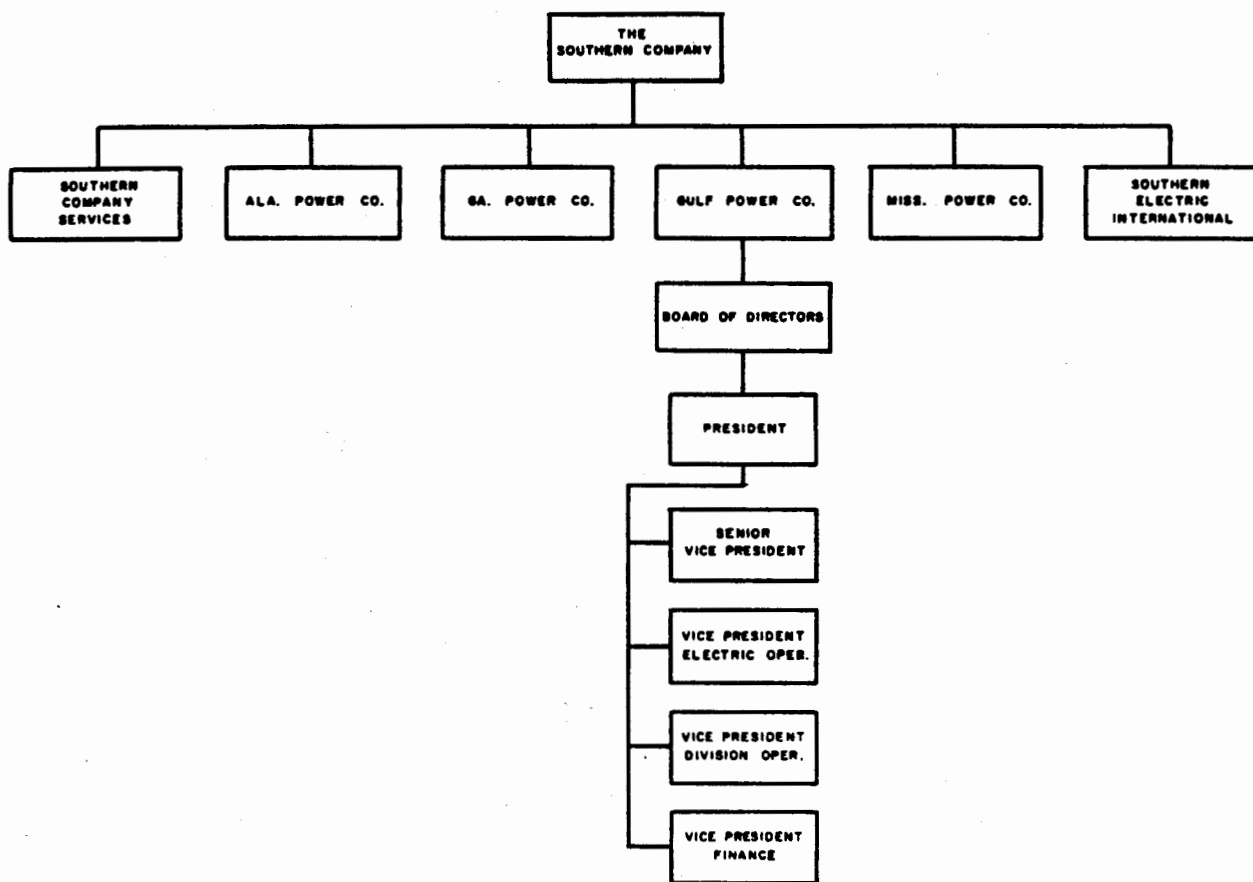 THE
SOUTHERN COMPANY
SOUTHERN
COMPANY
SERVICES
ALA. POWER CO.
GA. POWER CO.
GULF POWER CO.
MISS. POWER CO.
SOUTHERN
ELECTRIC
INTERNATIONAL
BOARD OF DIRECTORS
PRESIDENT
SENIOR
VICE PRESIDENT
VICE PRESIDENT
ELECTRIC OPER.
VICE PRESIDENT
DIVISION OPER.
VICE PRESIDENT
FINANCE